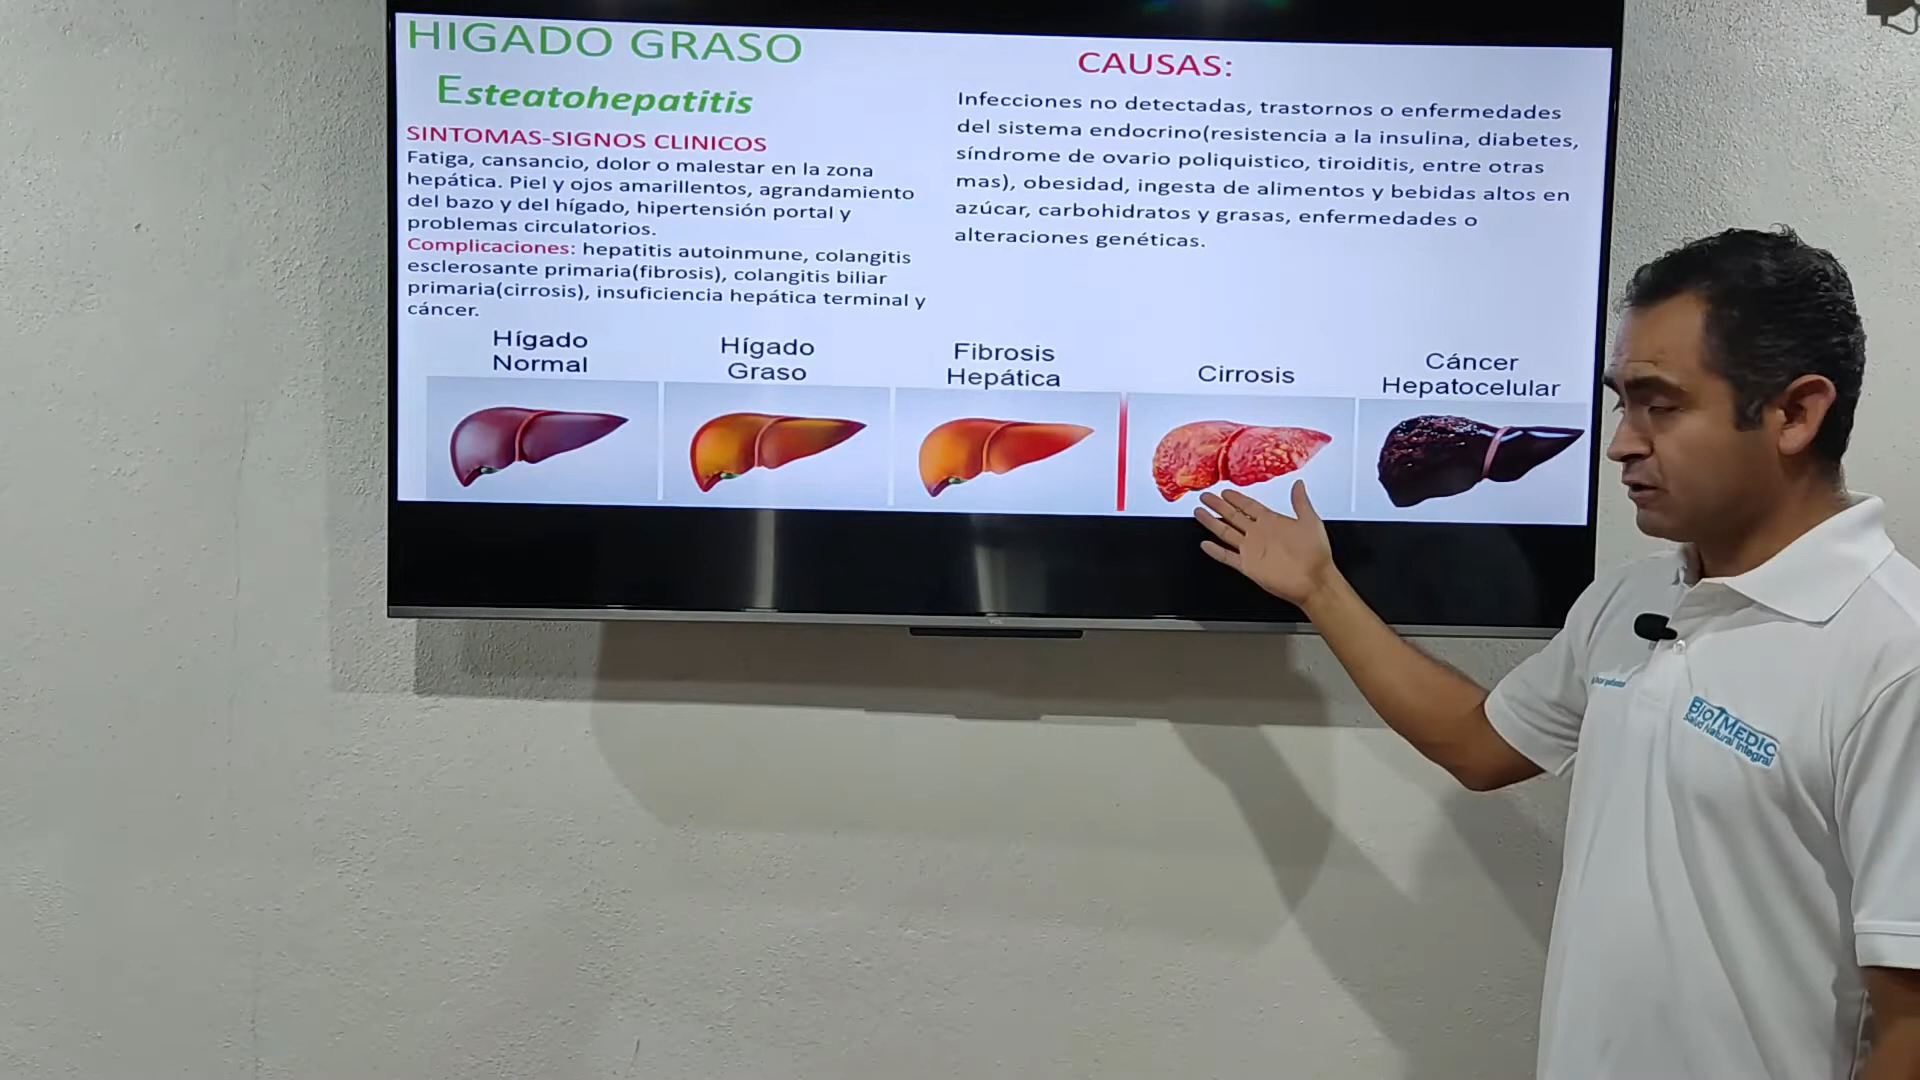 HIGADO GRASO
Esteatohepatitis
SINTOMAS-SIGNOS CLINICOS
Fatiga, cansancio, dolor o malestar en la zona
hepática. Piel y ojos amarillentos, agrandamiento
del bazo y del hígado, hipertensión portal y
problemas circulatorios.
Complicaciones: hepatitis autoinmune, colangitis
esclerosante primaria(fibrosis), colangitis biliar
primaria(cirrosis), insuficiencia hepática terminal y
cáncer.
CAUSAS:
Infecciones no detectadas, trastornos o enfermedades
del sistema endocrino(resistencia a la insulina, diabetes,
síndrome de ovario poliquistico, tiroiditis, entre otras
mas), obesidad, ingesta de alimentos y bebidas altos en
azúcar, carbohidratos y grasas, enfermedades o
alteraciones genéticas.
Hígado
Normal
Hígado
Graso
Fibrosis
Hepática
Cirrosis
Cáncer
Hepatocelular
TCL
BioMEDIC
Salud Natural Integral